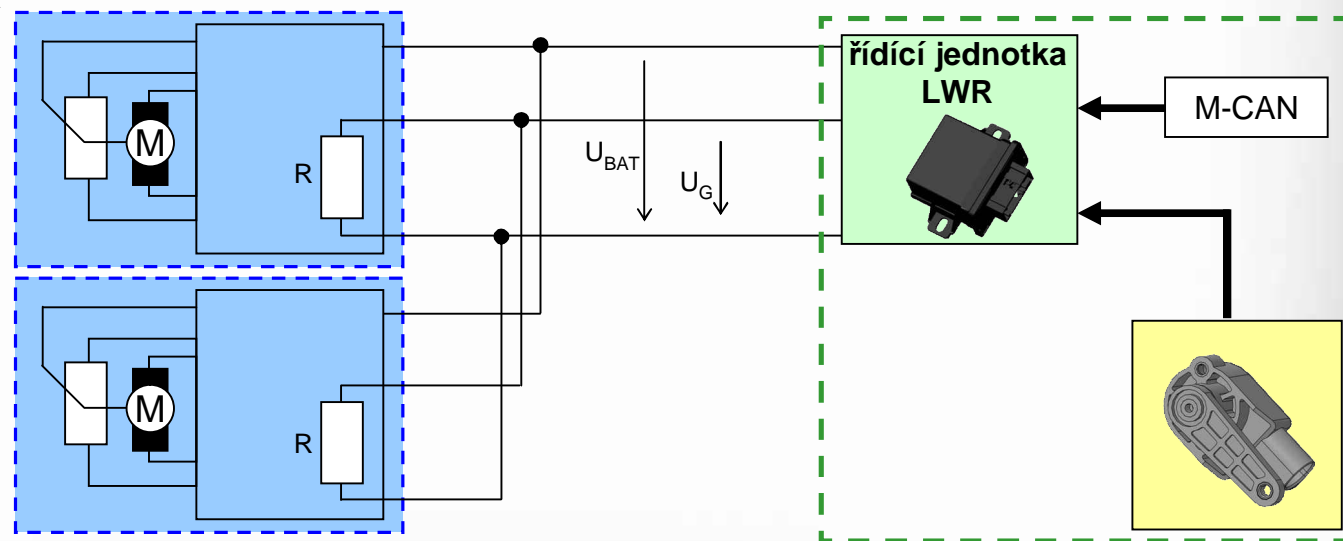 řídící jednotka
LWR
M-CAN
M
R
U_BAT
U_G
M
R